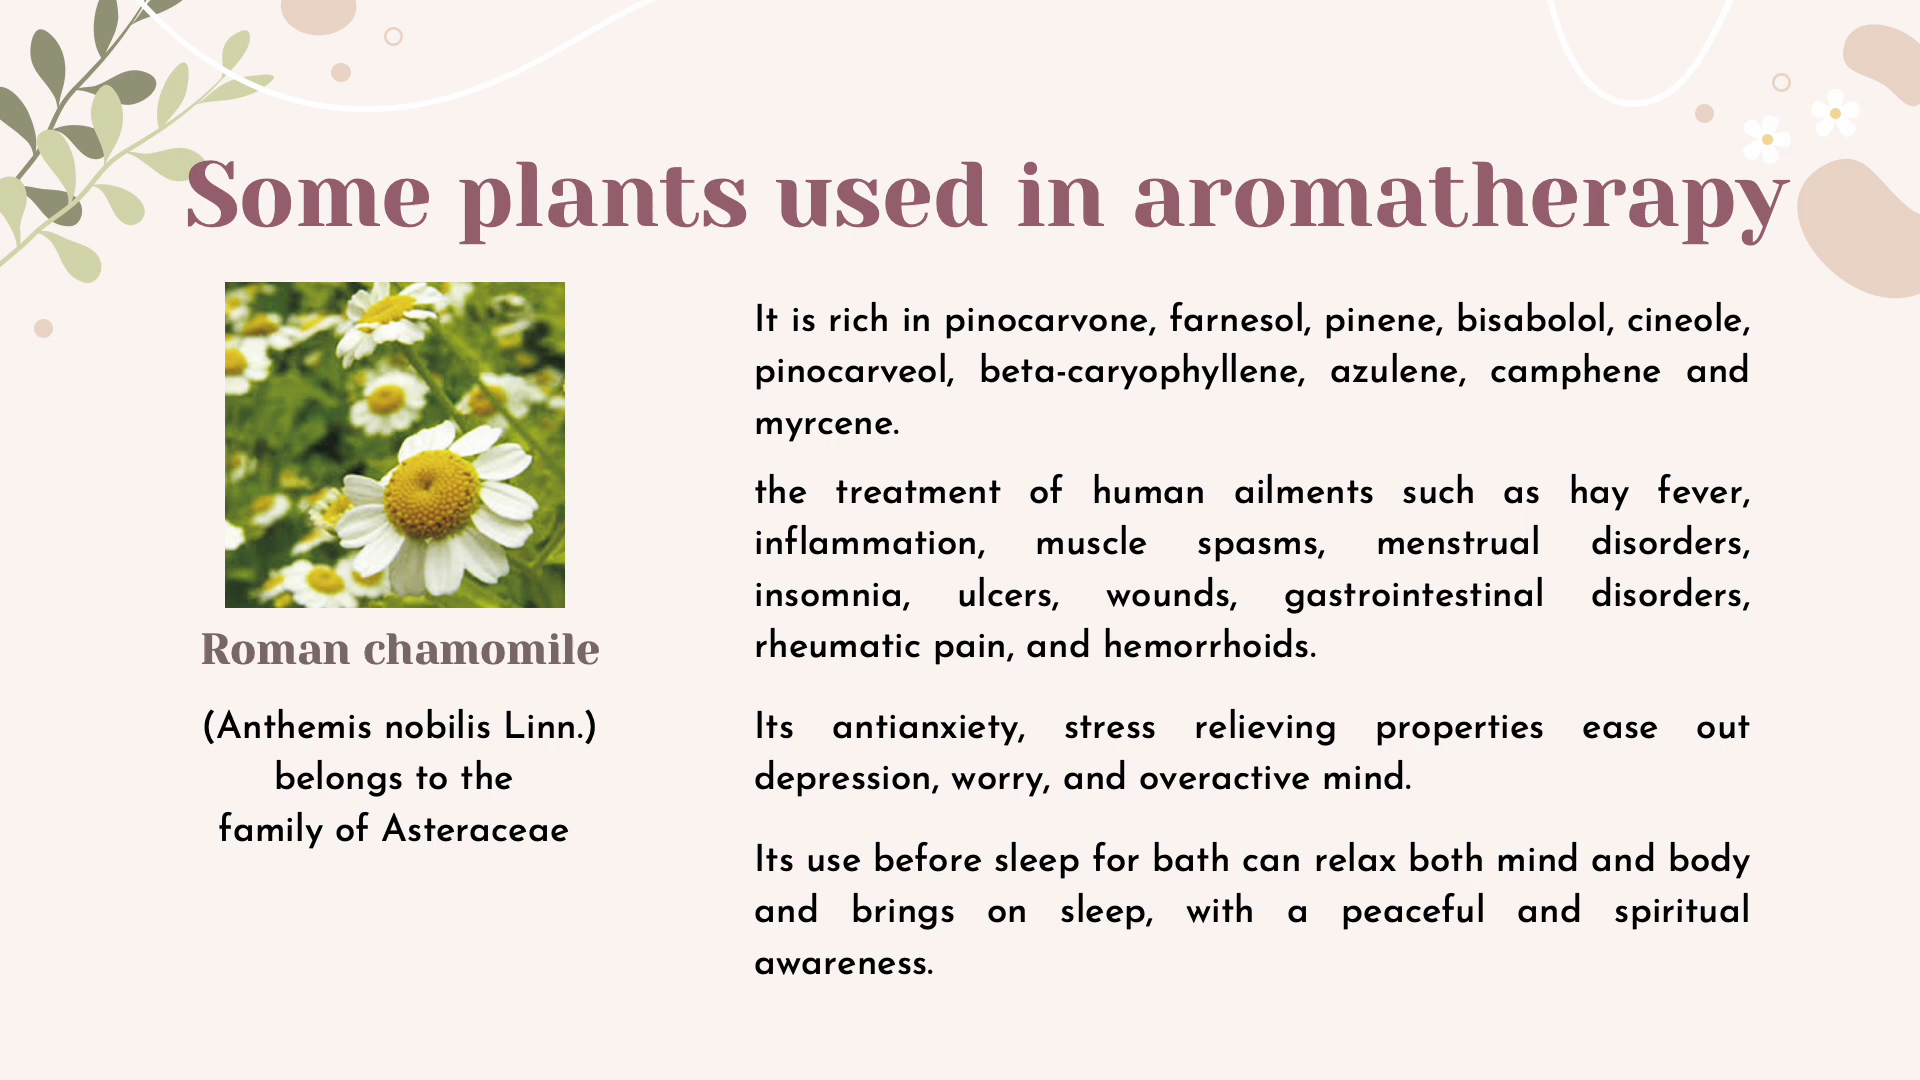 Some plants used in aromatherapy
Roman chamomile
(Anthemis nobilis Linn.)
belongs to the
family of Asteraceae
It is rich in pinocarvone, farnesol, pinene, bisabolol, cineole,
pinocarveol, beta-caryophyllene, azulene, camphene and
myrcene.
the treatment of human ailments such as hay fever,
inflammation, muscle spasms, menstrual disorders,
insomnia, ulcers, wounds, gastrointestinal disorders,
rheumatic pain, and hemorrhoids.
Its antianxiety, stress relieving properties ease out
depression, worry, and overactive mind.
Its use before sleep for bath can relax both mind and body
and brings on sleep, with a peaceful and spiritual
awareness.